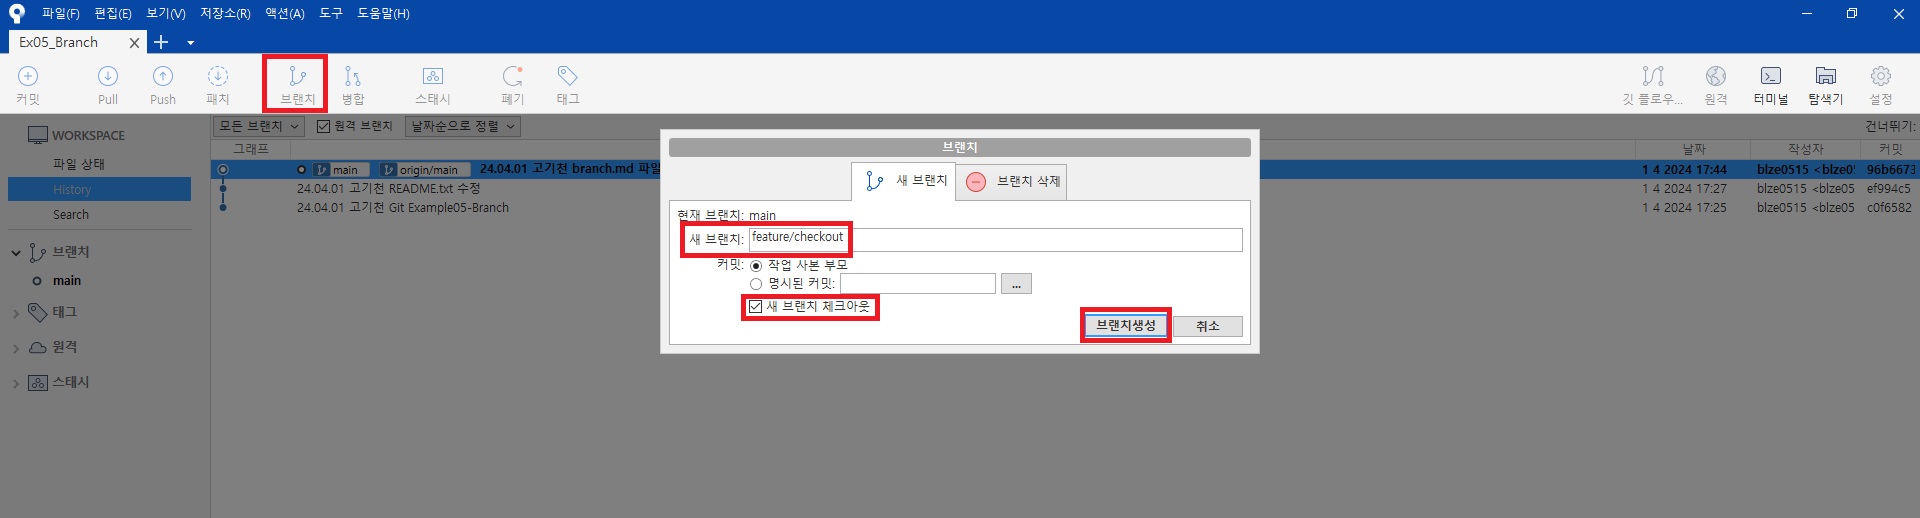 파일(F) 편집(E) 보기(V) 저장소(R) 액션(A) 도구 도움말(H)
Ex05_Branch
커밋 Pull Push 패치 브랜치 병합 스태시 폐기 태그 깃 플로우... 원격 터미널 탐색기 설정
WORKSPACE
파일 상태
History
Search
브랜치
main
태그
원격
스태시
모든 브랜치 원격 브랜치 날짜순으로 정렬 건너뛰기:
그래프 날짜 작성자 커밋
main origin/main 24.04.01 고기천 branch.md 파일 1 4 2024 17:44 blze0515 <blze05 96b6673
24.04.01 고기천 README.txt 수정 1 4 2024 17:27 blze0515 <blze05 ef994c5
24.04.01 고기천 Git Example05-Branch 1 4 2024 17:25 blze0515 <blze05 c0f6582
브랜치
새 브랜치 브랜치 삭제
현재 브랜치: main
새 브랜치: feature/checkout
커밋: 작업 사본 부모
명시된 커밋: ...
새 브랜치 체크아웃
브랜치생성 취소